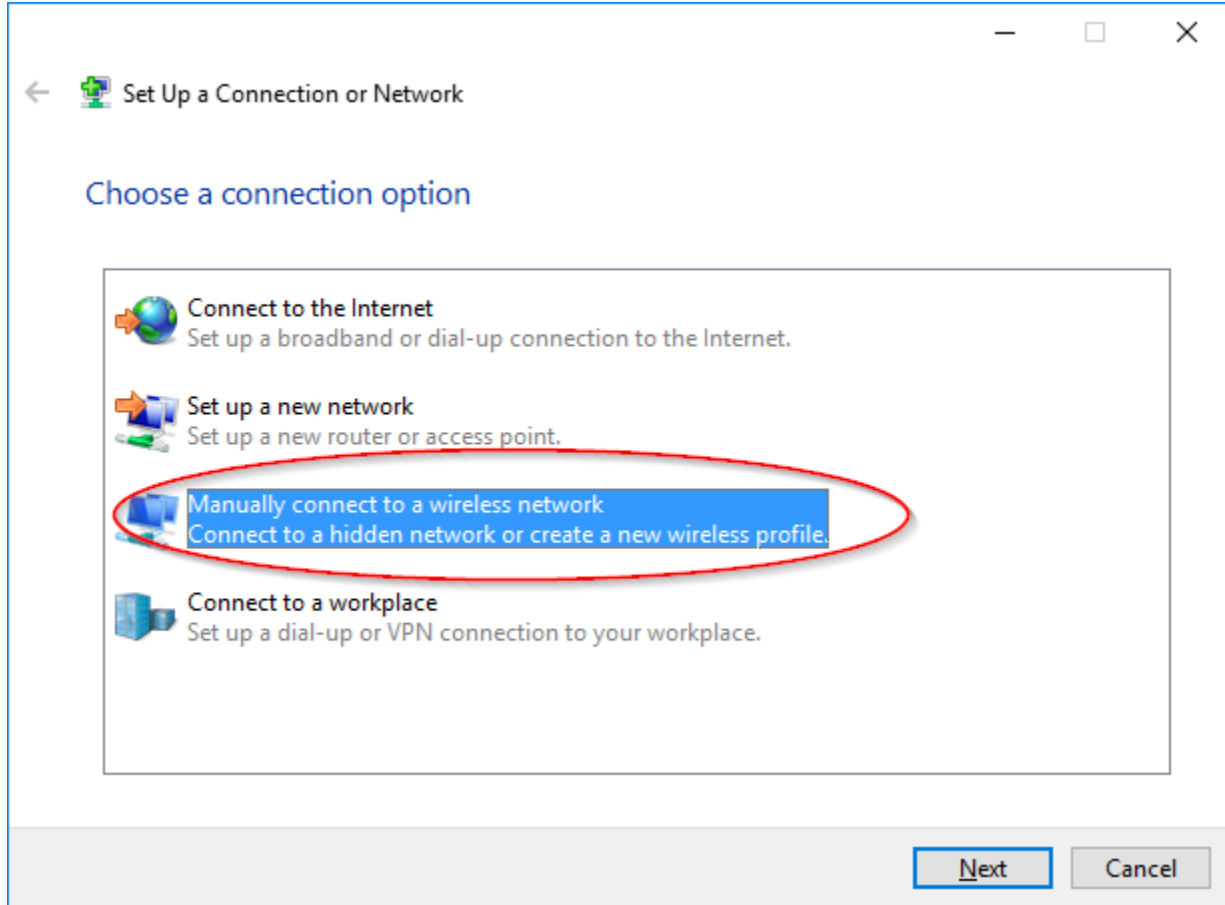 Set Up a Connection or Network
Choose a connection option
Connect to the Internet
Set up a broadband or dial-up connection to the Internet.
Set up a new network
Set up a new router or access point.
Manually connect to a wireless network
Connect to a hidden network or create a new wireless profile.
Connect to a workplace
Set up a dial-up or VPN connection to your workplace.
Next
Cancel